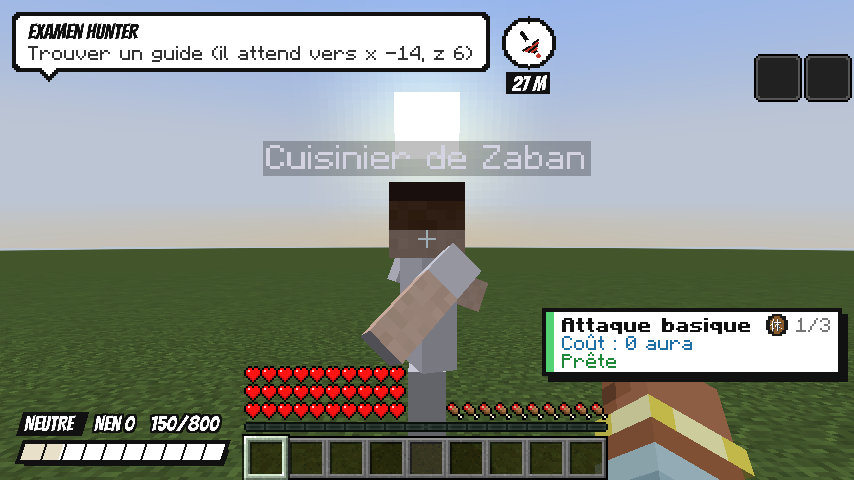 EXAMEN HUNTER
Trouver un guide (il attend vers x -14, z 6)
27 M
Cuisinier de Zaban
Attaque basique 休 1/3
Coût : 0 aura
Prête
NEUTRE NEN 0 150/800